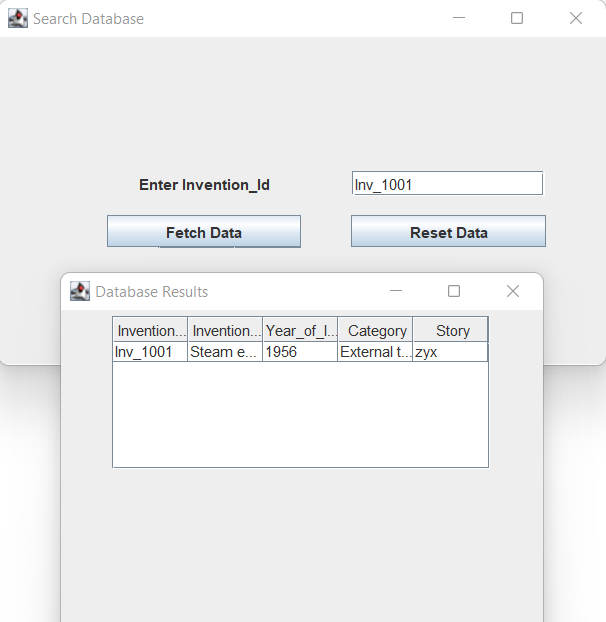 Search Database
Enter Invention_Id Inv_1001
Fetch Data Reset Data
Database Results
Invention... Invention... Year_of_I... Category Story
Inv_1001 Steam e... 1956 External t... zyx